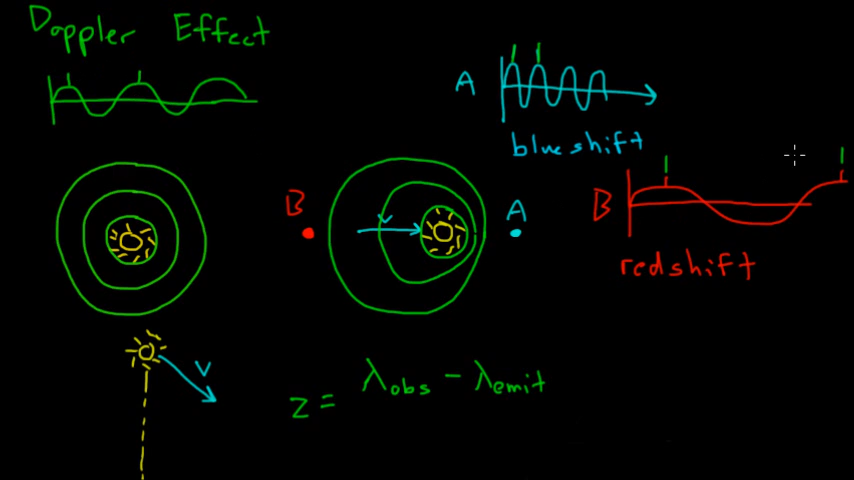 Doppler Effect
A
blueshift
B
A
v
B
redshift
v
z = λobs - λemit